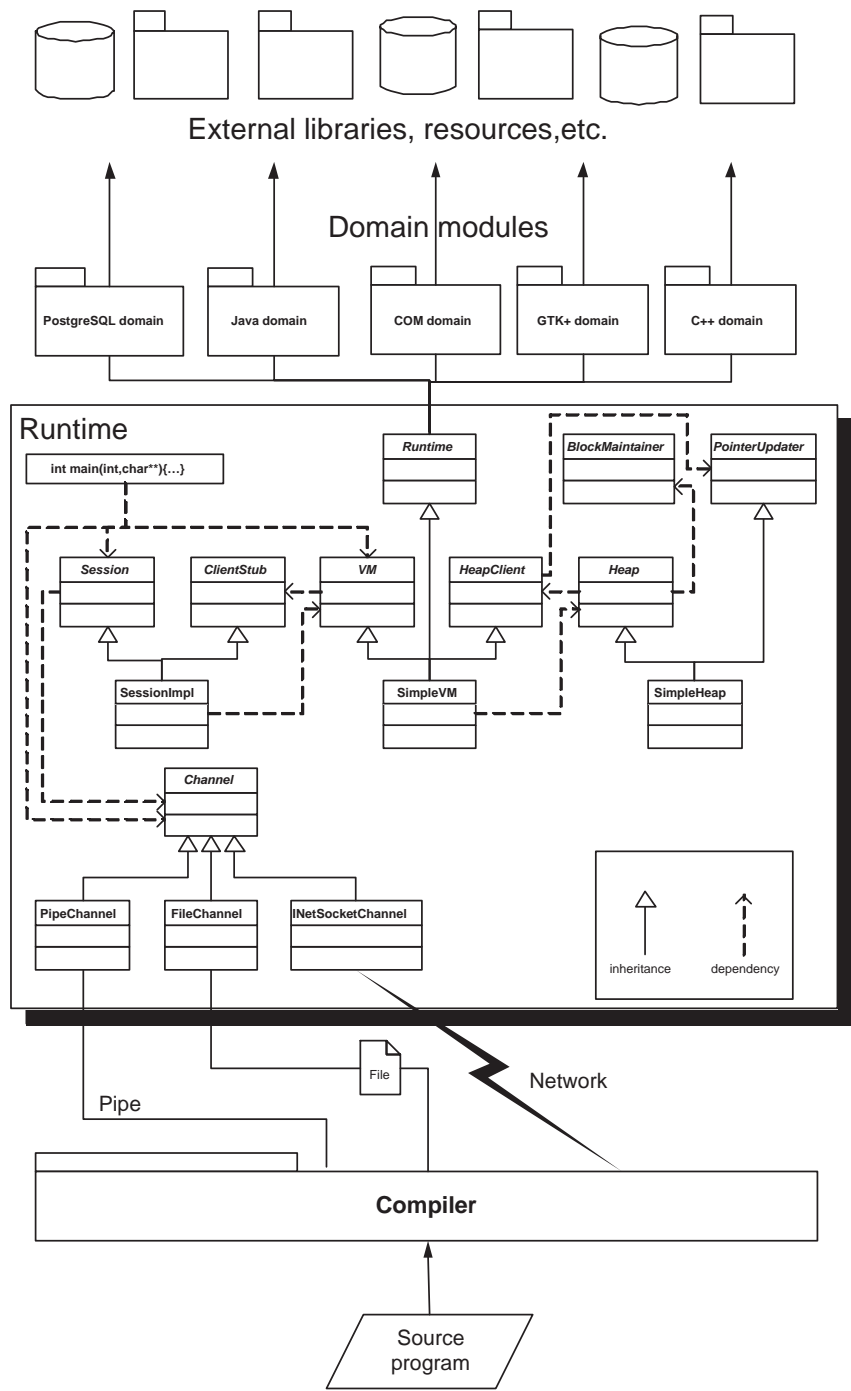 External libraries, resources,etc.
Domain modules
PostgreSQL domain
Java domain
COM domain
GTK+ domain
C++ domain
Runtime
int main(int,char**){...}
Runtime
BlockMaintainer
PointerUpdater
Session
ClientStub
VM
HeapClient
Heap
SessionImpl
SimpleVM
SimpleHeap
Channel
PipeChannel
FileChannel
INetSocketChannel
inheritance
dependency
File
Network
Pipe
Compiler
Source
program